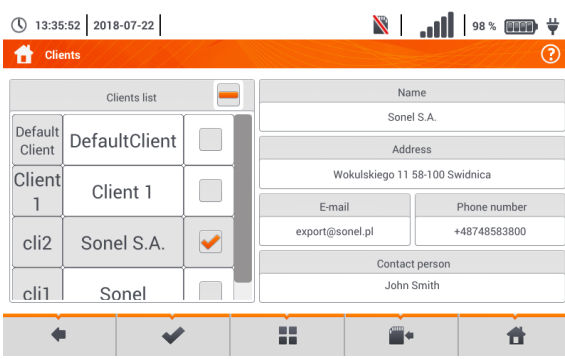 13:35:52 2018-07-22 98 %
Clients ?
Clients list
Default Client DefaultClient
Client 1 Client 1
cli2 Sonel S.A.
cli1 Sonel
Name
Sonel S.A.
Address
Wokulskiego 11 58-100 Swidnica
E-mail Phone number
export@sonel.pl +48748583800
Contact person
John Smith